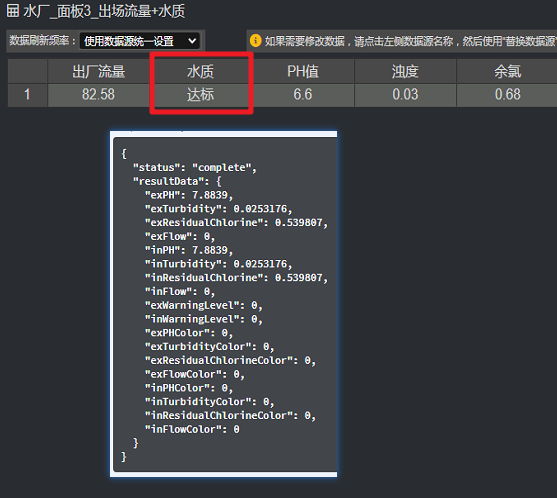 水厂_面板3_出场流量+水质
数据刷新频率： 使用数据源统一设置 如果需要修改数据，请点击左侧数据源名称，然后使用"替换数据源"
出厂流量 水质 PH值 浊度 余氯
1 82.58 达标 6.6 0.03 0.68
{
"status": "complete",
"resultData": {
"exPH": 7.8839,
"exTurbidity": 0.0253176,
"exResidualChlorine": 0.539807,
"exFlow": 0,
"inPH": 7.8839,
"inTurbidity": 0.0253176,
"inResidualChlorine": 0.539807,
"inFlow": 0,
"exWarningLevel": 0,
"inWarningLevel": 0,
"exPHColor": 0,
"exTurbidityColor": 0,
"exResidualChlorineColor": 0,
"exFlowColor": 0,
"inPHColor": 0,
"inTurbidityColor": 0,
"inResidualChlorineColor": 0,
"inFlowColor": 0
}
}